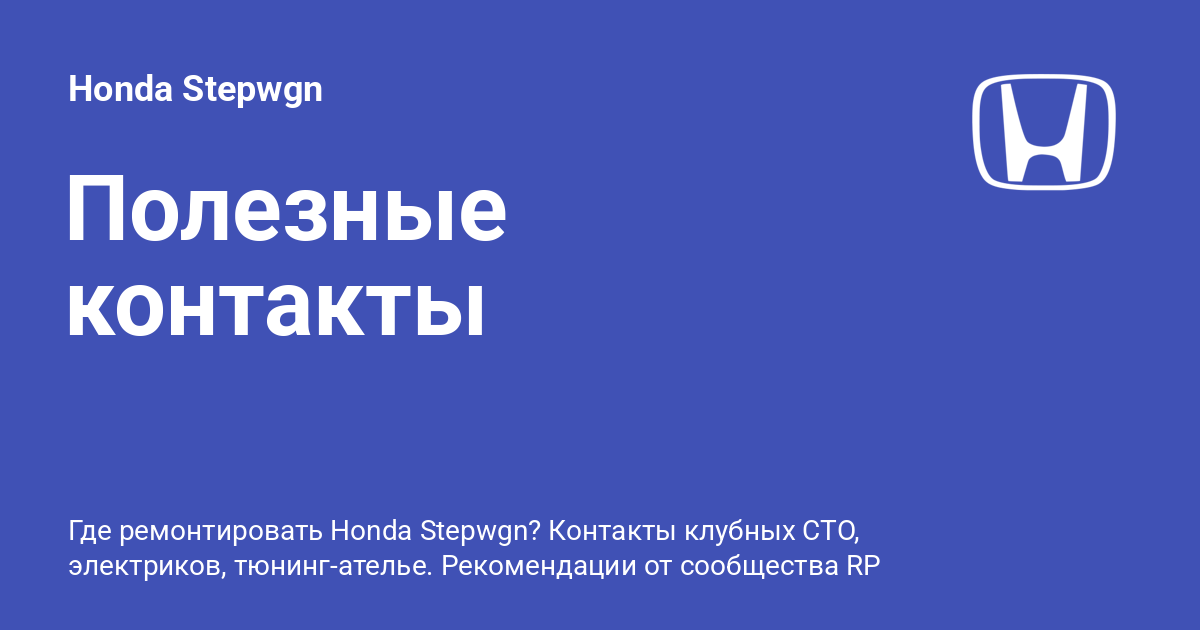 Honda Stepwgn
Полезные
контакты
Где ремонтировать Honda Stepwgn? Контакты клубных СТО,
электриков, тюнинг-ателье. Рекомендации от сообщества RP